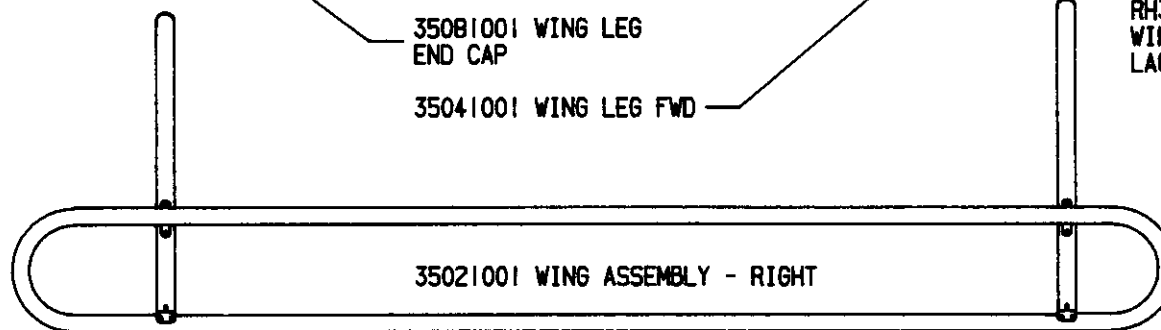 35081001 WING LEG
END CAP
35041001 WING LEG FWD
35021001 WING ASSEMBLY - RIGHT